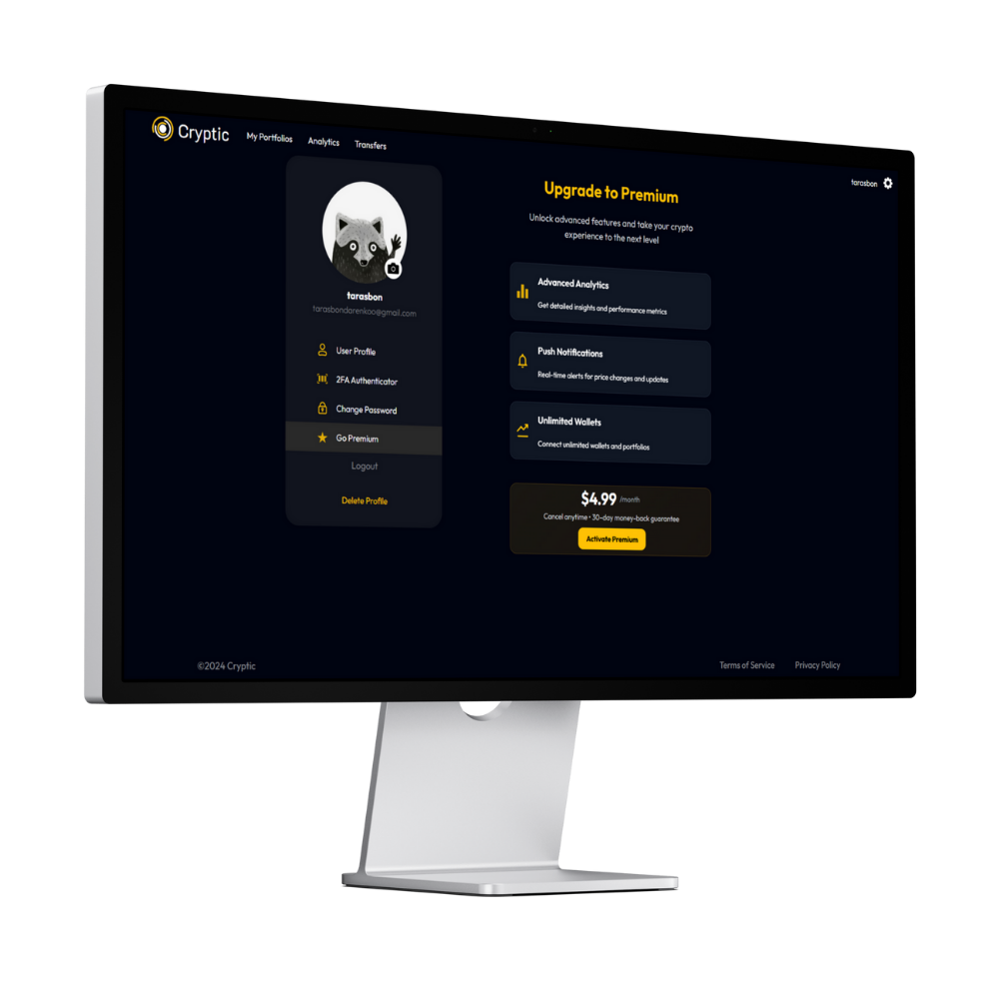 Cryptic
My Portfolios
Analytics
Transfers
tarasbon
tarasbon
tarasbondarenkoo@gmail.com
User Profile
2FA Authenticator
Change Password
Go Premium
Logout
Delete Profile
Upgrade to Premium
Unlock advanced features and take your crypto
experience to the next level
Advanced Analytics
Get detailed insights and performance metrics
Push Notifications
Real-time alerts for price changes and updates
Unlimited Wallets
Connect unlimited wallets and portfolios
$4.99 /month
Cancel anytime • 30-day money-back guarantee
Activate Premium
©2024 Cryptic
Terms of Service
Privacy Policy